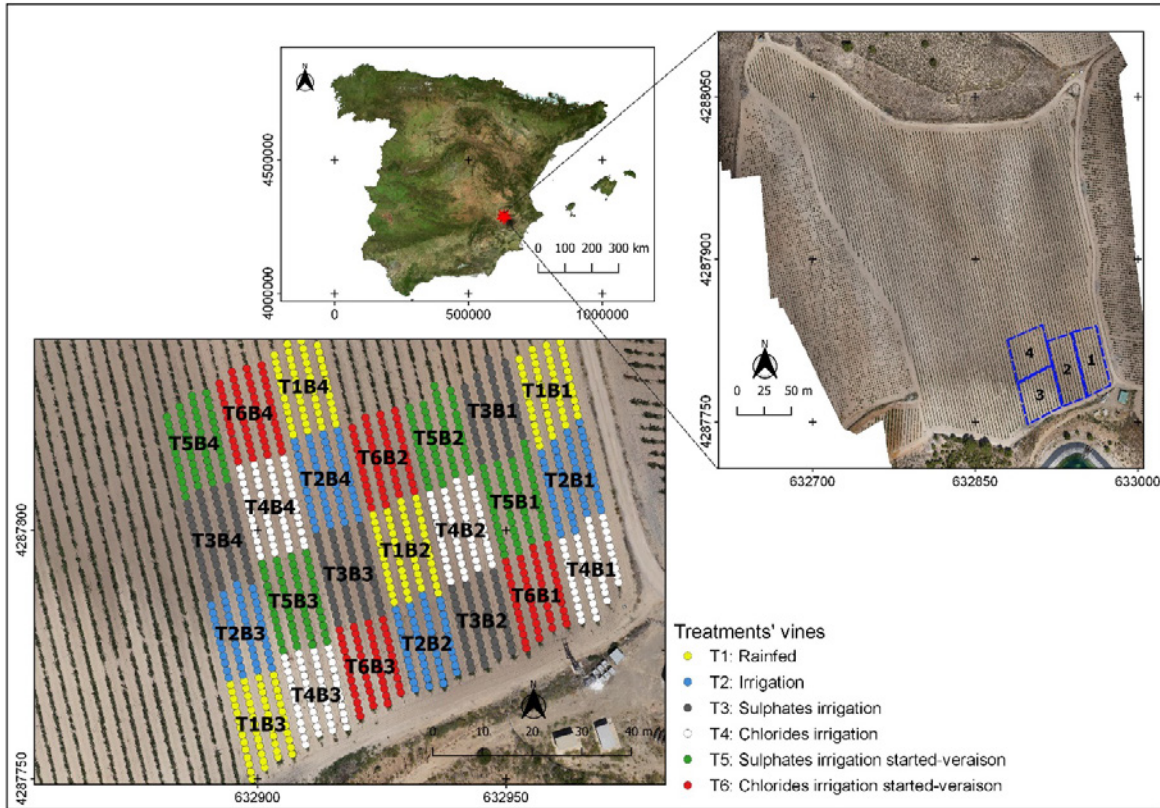 N
4500000
4000000
0 100 200 300 km
0 500000 1000000
4288050
4287900
4287750
4
3
2
1
N
0 25 50 m
632700 632850 633000
T1B4
T6B4
T5B4
T3B1
T1B1
T5B2
T6B2
T2B4
T4B4
T2B1
T5B1
T4B2
T3B4
T1B2
T3B3
T4B1
T5B3
T6B1
T3B2
T2B3
T2B2
T6B3
T4B3
T1B3
4287800
4287750
N
0 10 20 30 40 m
632900 632950
Treatments' vines
T1: Rainfed
T2: Irrigation
T3: Sulphates irrigation
T4: Chlorides irrigation
T5: Sulphates irrigation started-veraison
T6: Chlorides irrigation started-veraison